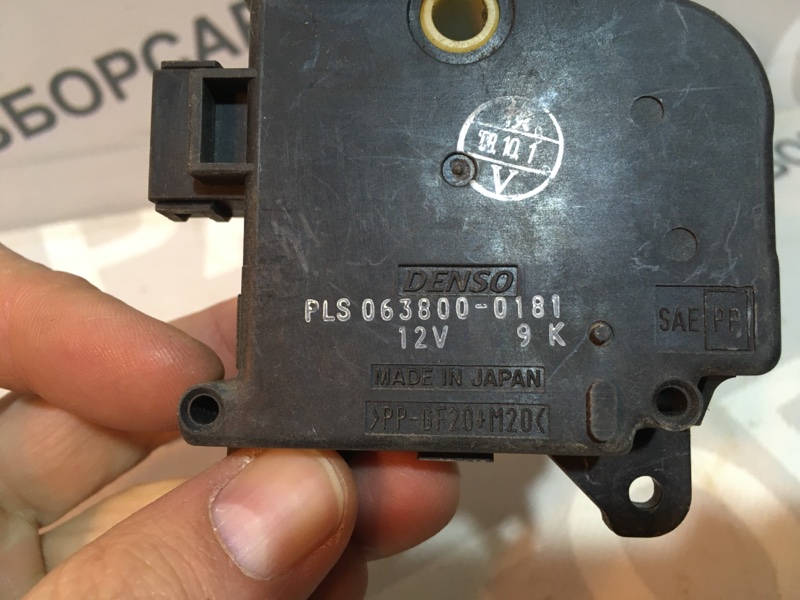 DENSO
PLS 063800-0181
12V 9 K
MADE IN JAPAN
SAE PP
>PP-GF20+M20<
V